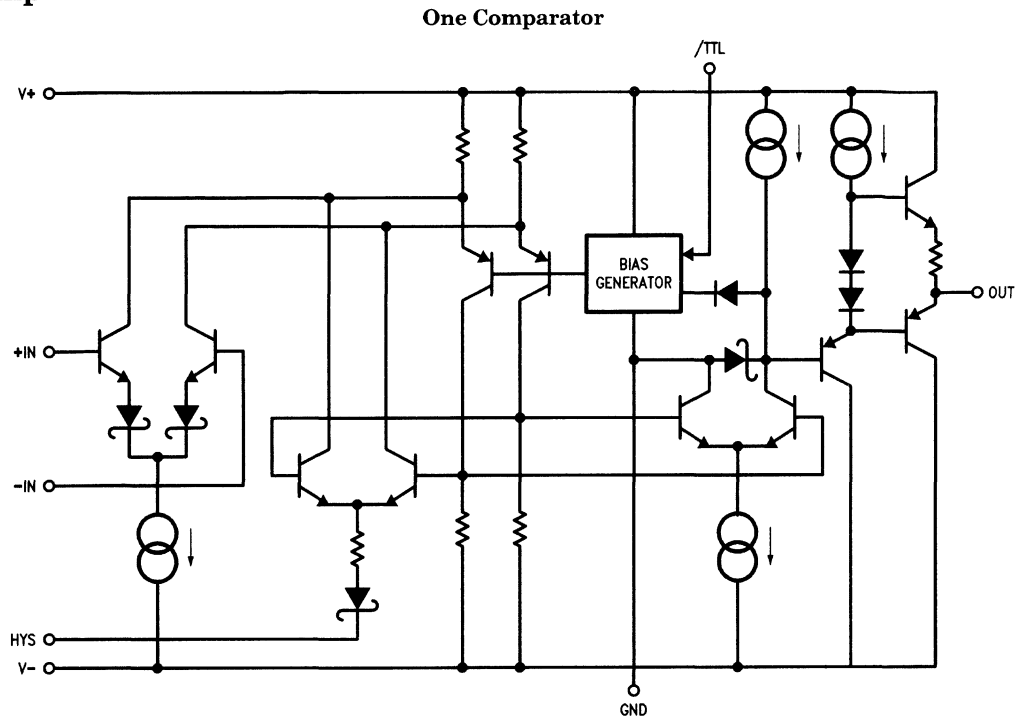 One Comparator
/TTL
V+
BIAS
GENERATOR
OUT
+IN
-IN
HYS
V-
GND